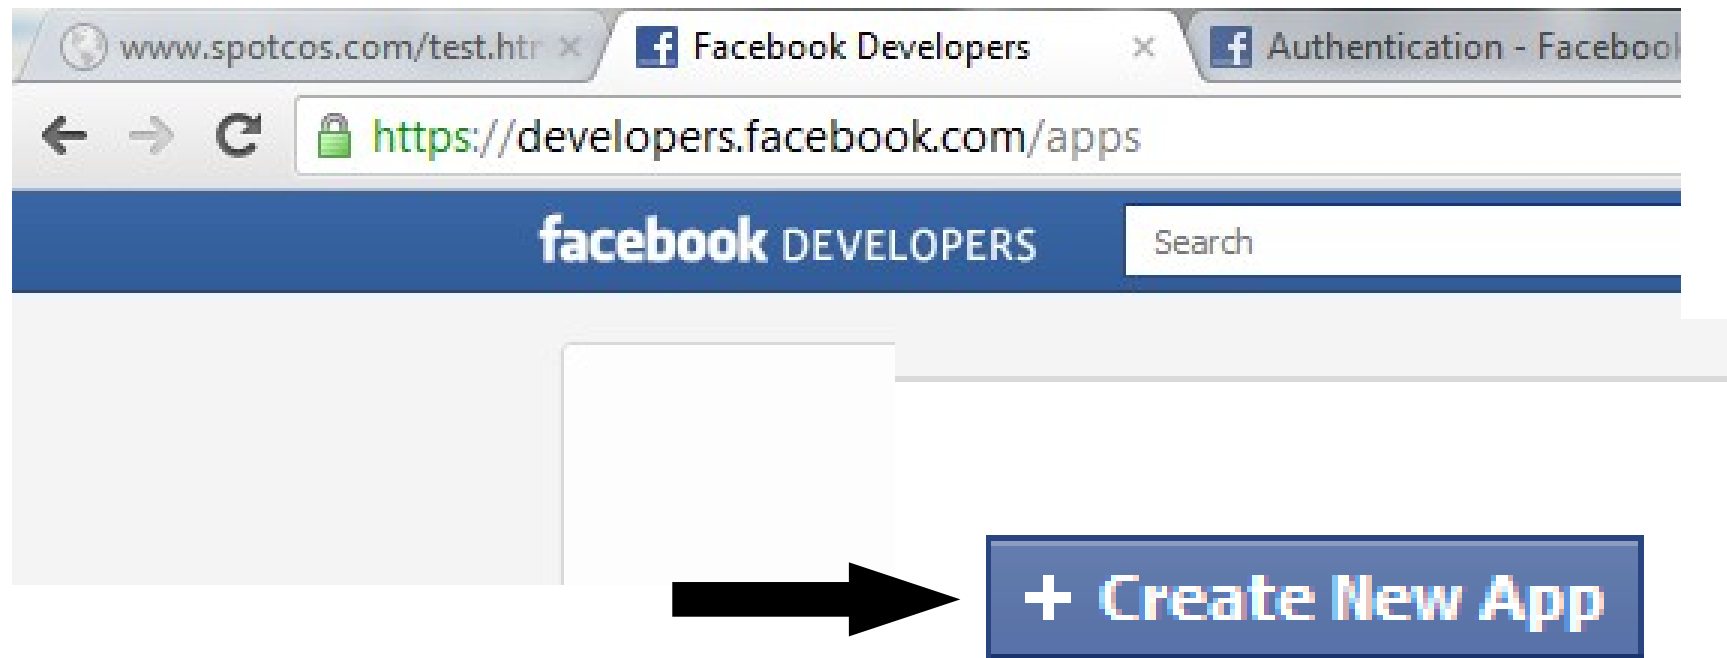 www.spotcos.com/test.htr Facebook Developers Authentication - Facebook
https://developers.facebook.com/apps
facebook DEVELOPERS Search
+ Create New App